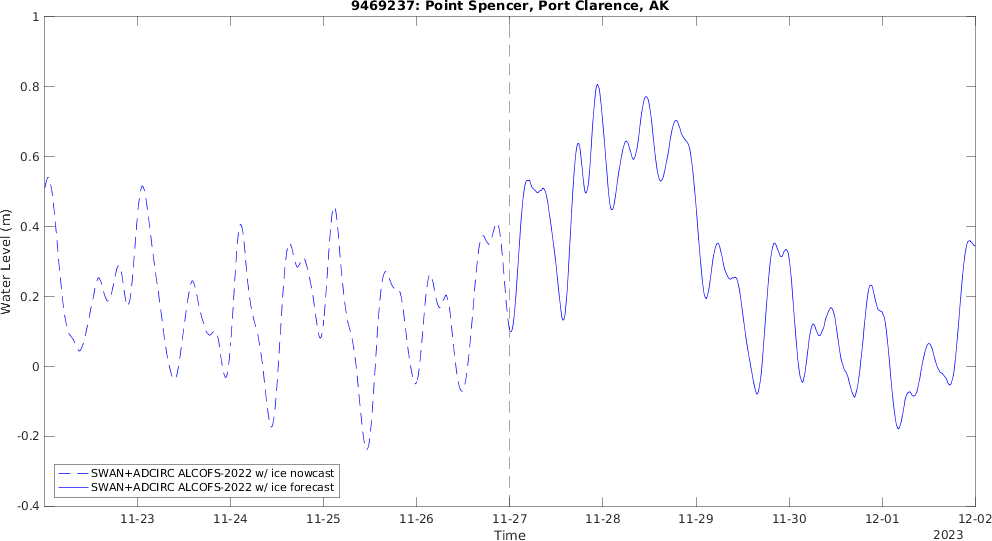 9469237: Point Spencer, Port Clarence, AK
1
0.8
0.6
0.4
0.2
0
-0.2
-0.4
Water Level (m)
SWAN+ADCIRC ALCOFS-2022 w/ ice nowcast
SWAN+ADCIRC ALCOFS-2022 w/ ice forecast
11-23 11-24 11-25 11-26 11-27 11-28 11-29 11-30 12-01 12-02
Time
2023